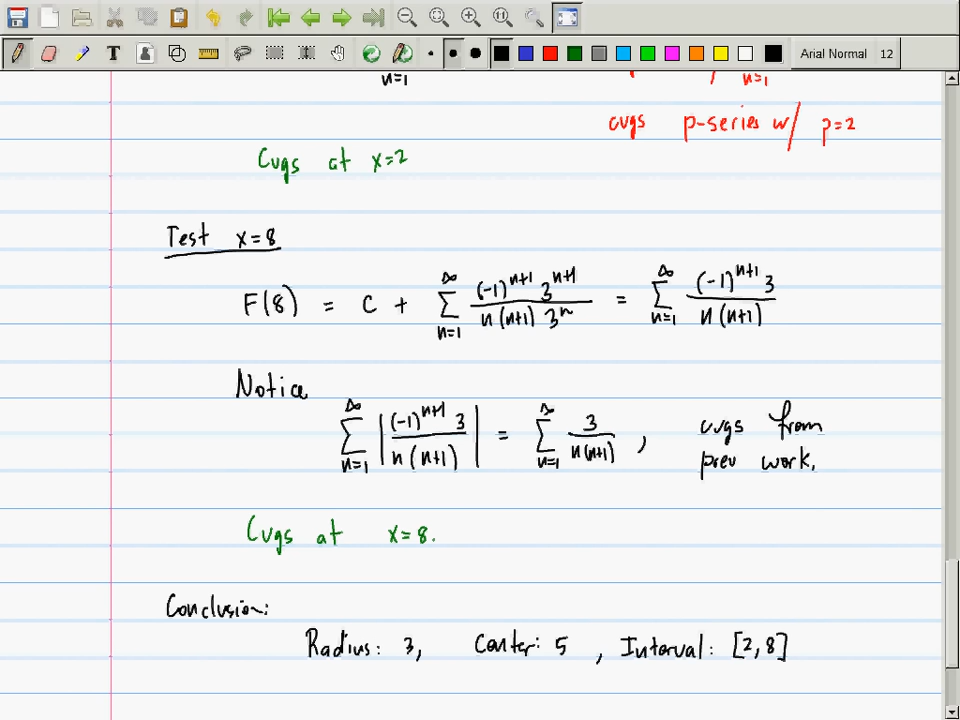 Arial Normal 12
n=1
n=1
cvgs p-series w/ p=2
Cvgs at x=2
Test x=8
F(8) = C + ∞∑n=1 (-1)^{n+1} 3^{n+1} / n(n+1) 3^n = ∞∑n=1 (-1)^{n+1} 3 / n(n+1)
Notice
∞∑n=1 |(-1)^{n+1} 3 / n(n+1)| = ∞∑n=1 3 / n(n+1) , cvgs from
prev work.
Cvgs at x=8.
Conclusion:
Radius: 3, Center: 5 , Interval: [2,8]